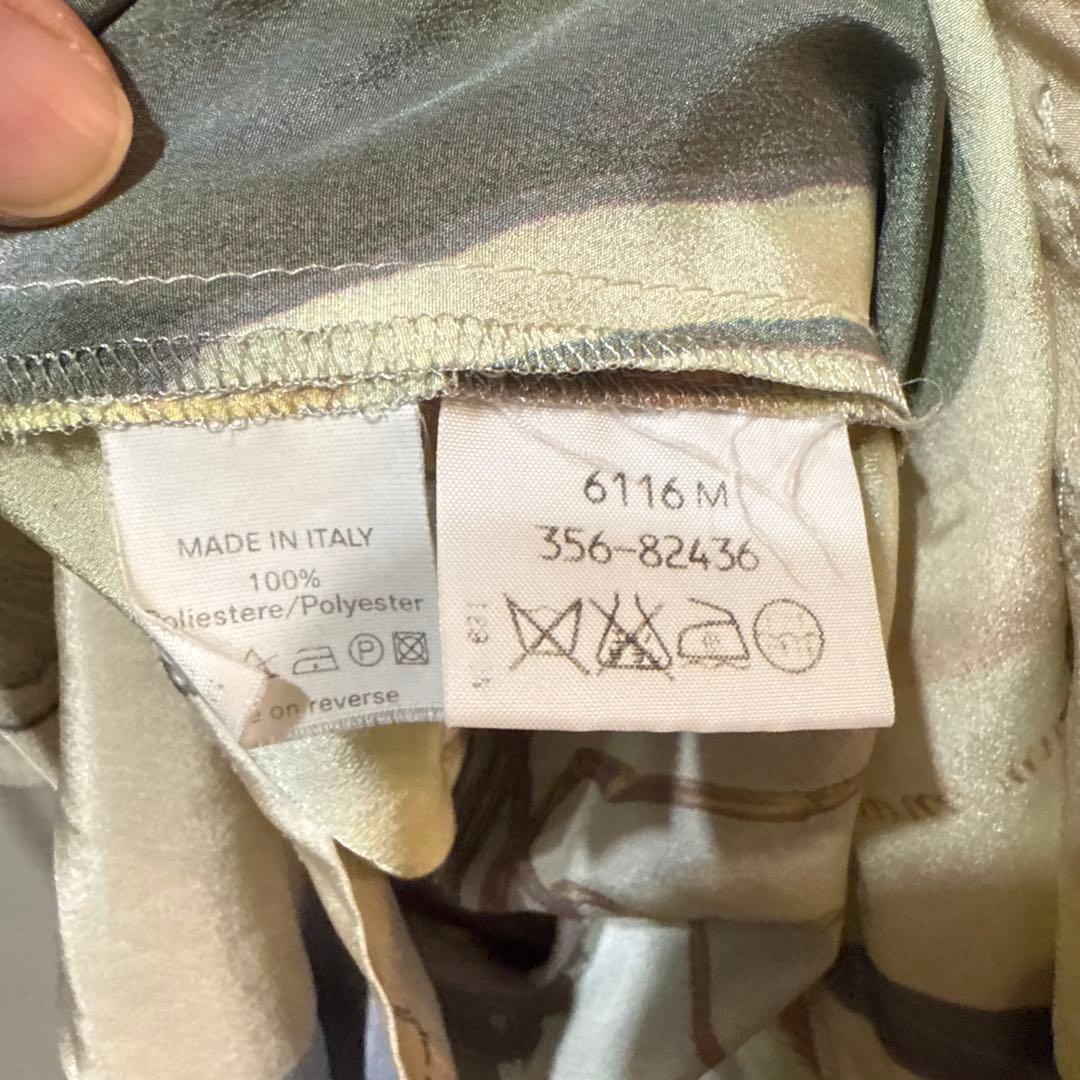 MADE IN ITALY
100%
oliestere/Polyester
P
e on reverse
6116 M
356-82436